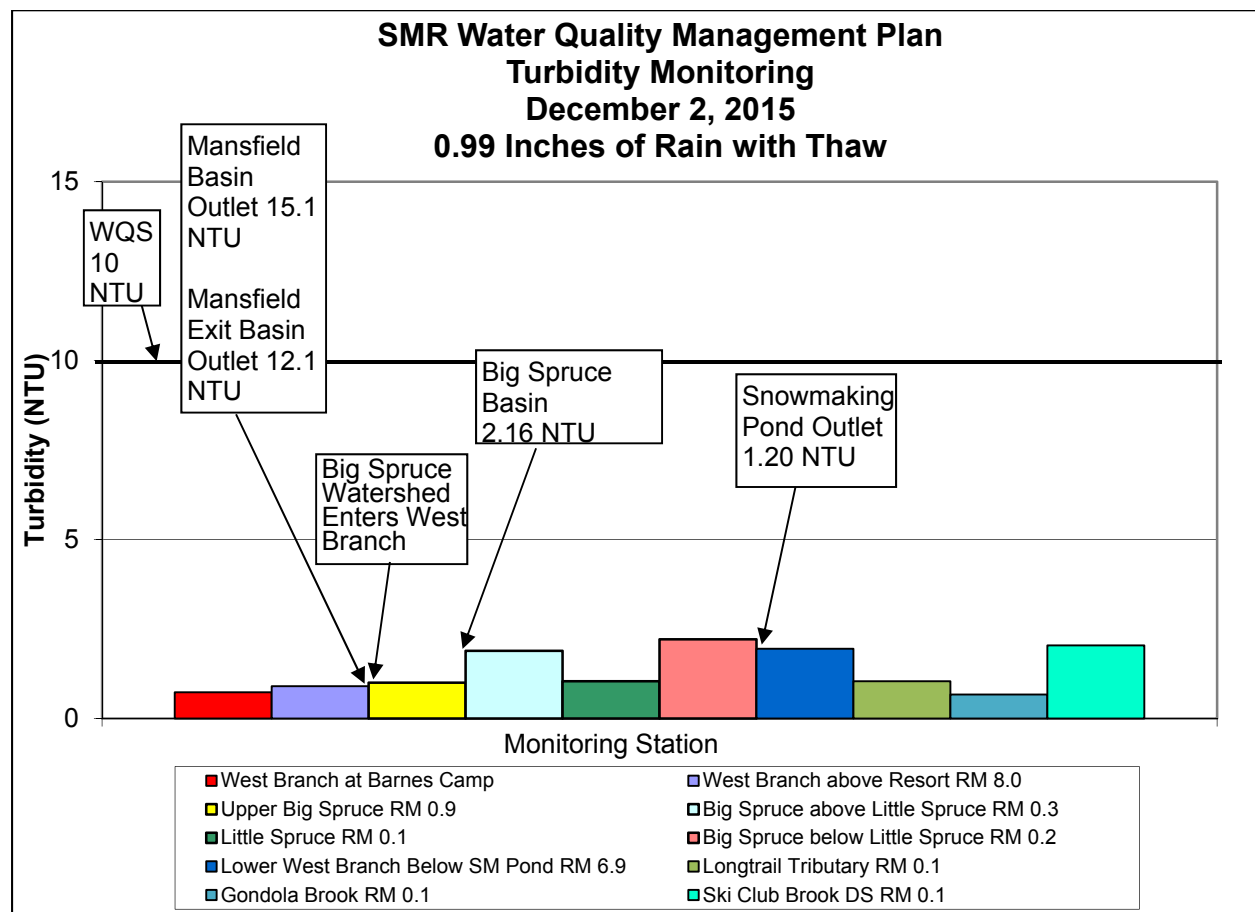 SMR Water Quality Management Plan
Turbidity Monitoring
December 2, 2015
0.99 Inches of Rain with Thaw
Mansfield
Basin
Outlet 15.1
NTU
Mansfield
Exit Basin
Outlet 12.1
NTU
WQS
10
NTU
Big Spruce
Basin
2.16 NTU
Snowmaking
Pond Outlet
1.20 NTU
Big Spruce
Watershed
Enters West
Branch
15
10
5
0
Turbidity (NTU)
Monitoring Station
West Branch at Barnes Camp
West Branch above Resort RM 8.0
Upper Big Spruce RM 0.9
Big Spruce above Little Spruce RM 0.3
Little Spruce RM 0.1
Big Spruce below Little Spruce RM 0.2
Lower West Branch Below SM Pond RM 6.9
Longtrail Tributary RM 0.1
Gondola Brook RM 0.1
Ski Club Brook DS RM 0.1